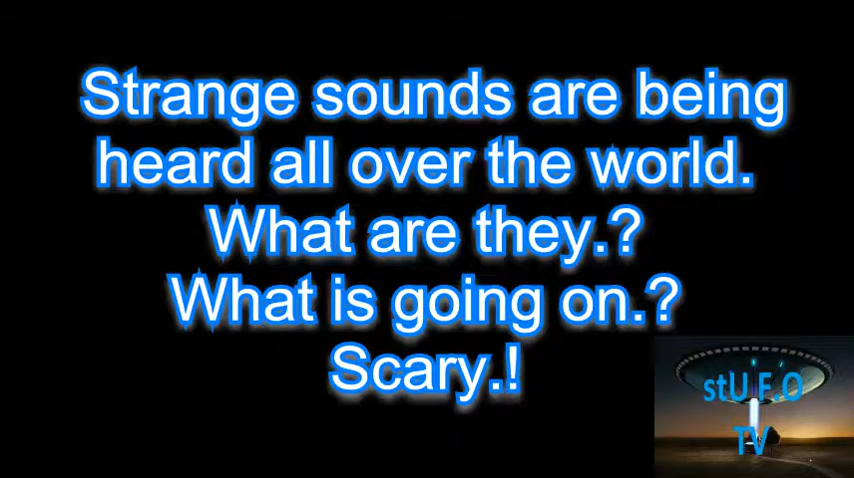 Strange sounds are being
heard all over the world.
What are they.?
What is going on.?
Scary.!
stU F.O
TV